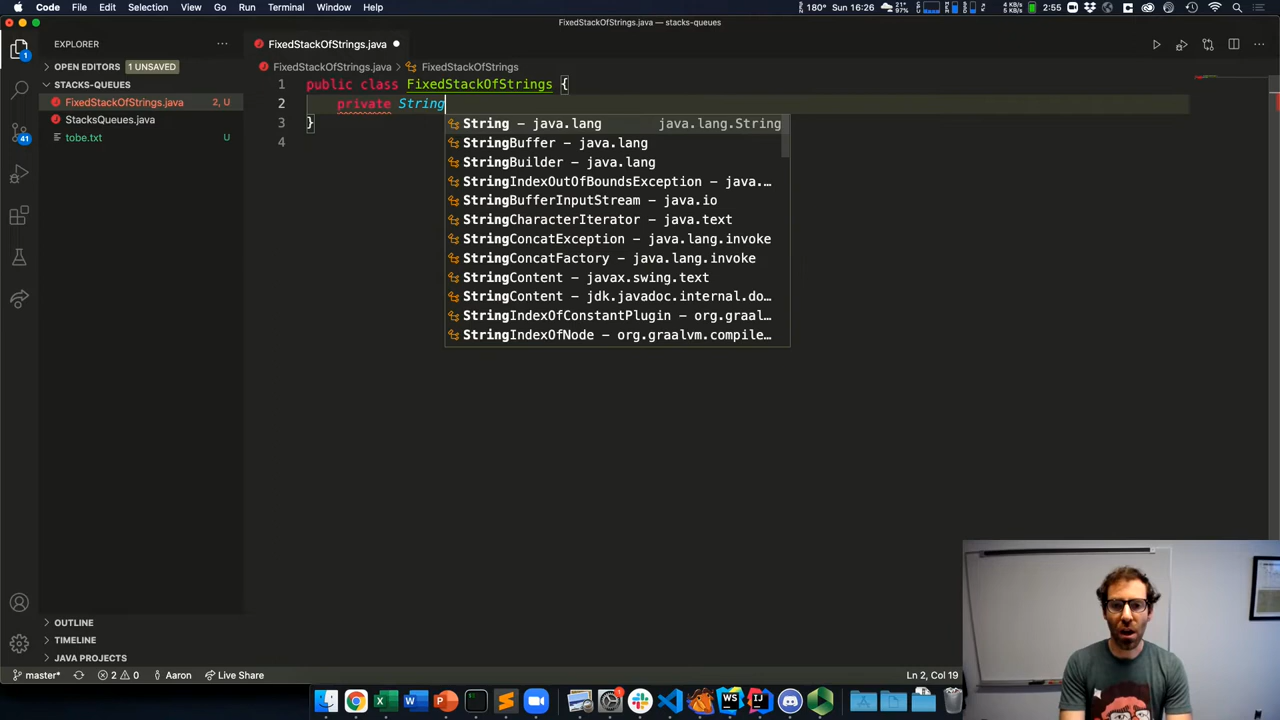 Code File Edit Selection View Go Run Terminal Window Help 180° Sun 16:26 21° 2:55
FixedStackOfStrings.java — stacks-queues
EXPLORER
FixedStackOfStrings.java
OPEN EDITORS 1 UNSAVED
FixedStackOfStrings.java > FixedStackOfStrings
STACKS-QUEUES
FixedStackOfStrings.java 2, U
StacksQueues.java
tobe.txt U
1 public class FixedStackOfStrings {
2 private String
3 }
4
String – java.lang java.lang.String
StringBuffer – java.lang
StringBuilder – java.lang
StringIndexOutOfBoundsException – java.…
StringBufferInputStream – java.io
StringCharacterIterator – java.text
StringConcatException – java.lang.invoke
StringConcatFactory – java.lang.invoke
StringContent – javax.swing.text
StringContent – jdk.javadoc.internal.do…
StringIndexOfConstantPlugin – org.graal…
StringIndexOfNode – org.graalvm.compile…
OUTLINE
TIMELINE
JAVA PROJECTS
master* 2 0 Aaron Live Share
Ln 2, Col 19